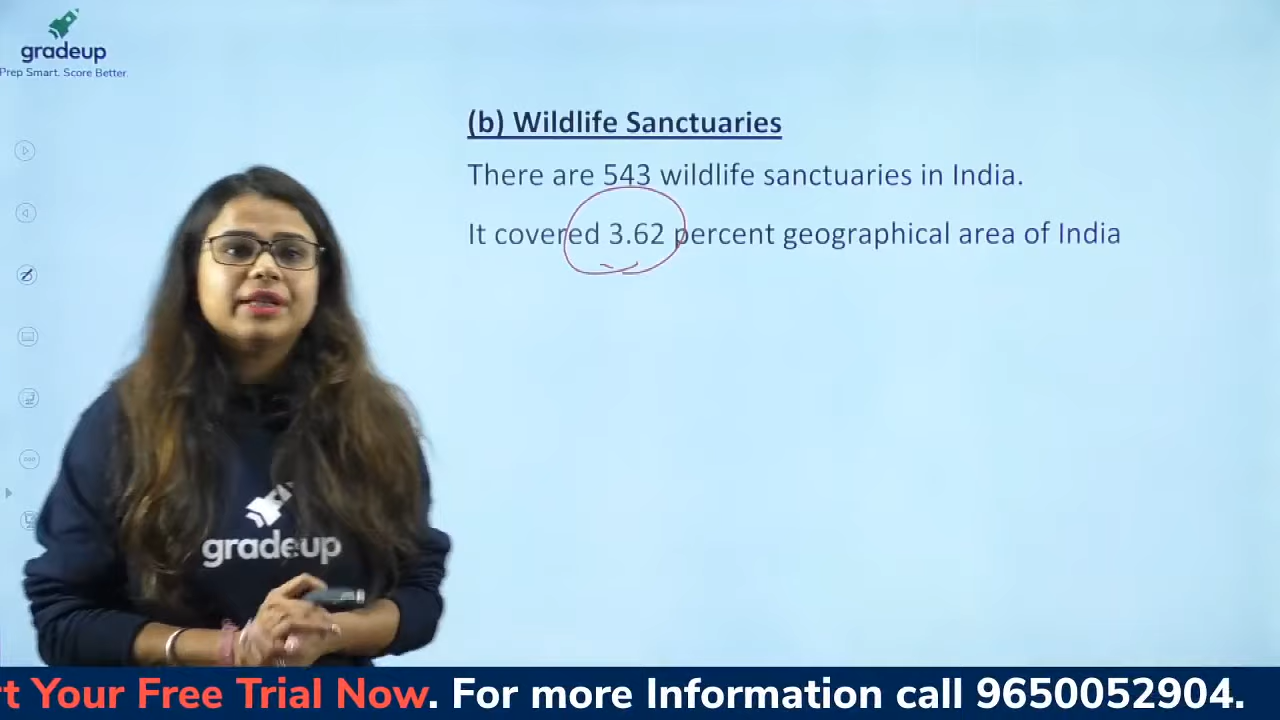 gradeup
Prep Smart. Score Better.
(b) Wildlife Sanctuaries
There are 543 wildlife sanctuaries in India.
It covered 3.62 percent geographical area of India
gradeup
t Your Free Trial Now. For more Information call 9650052904.